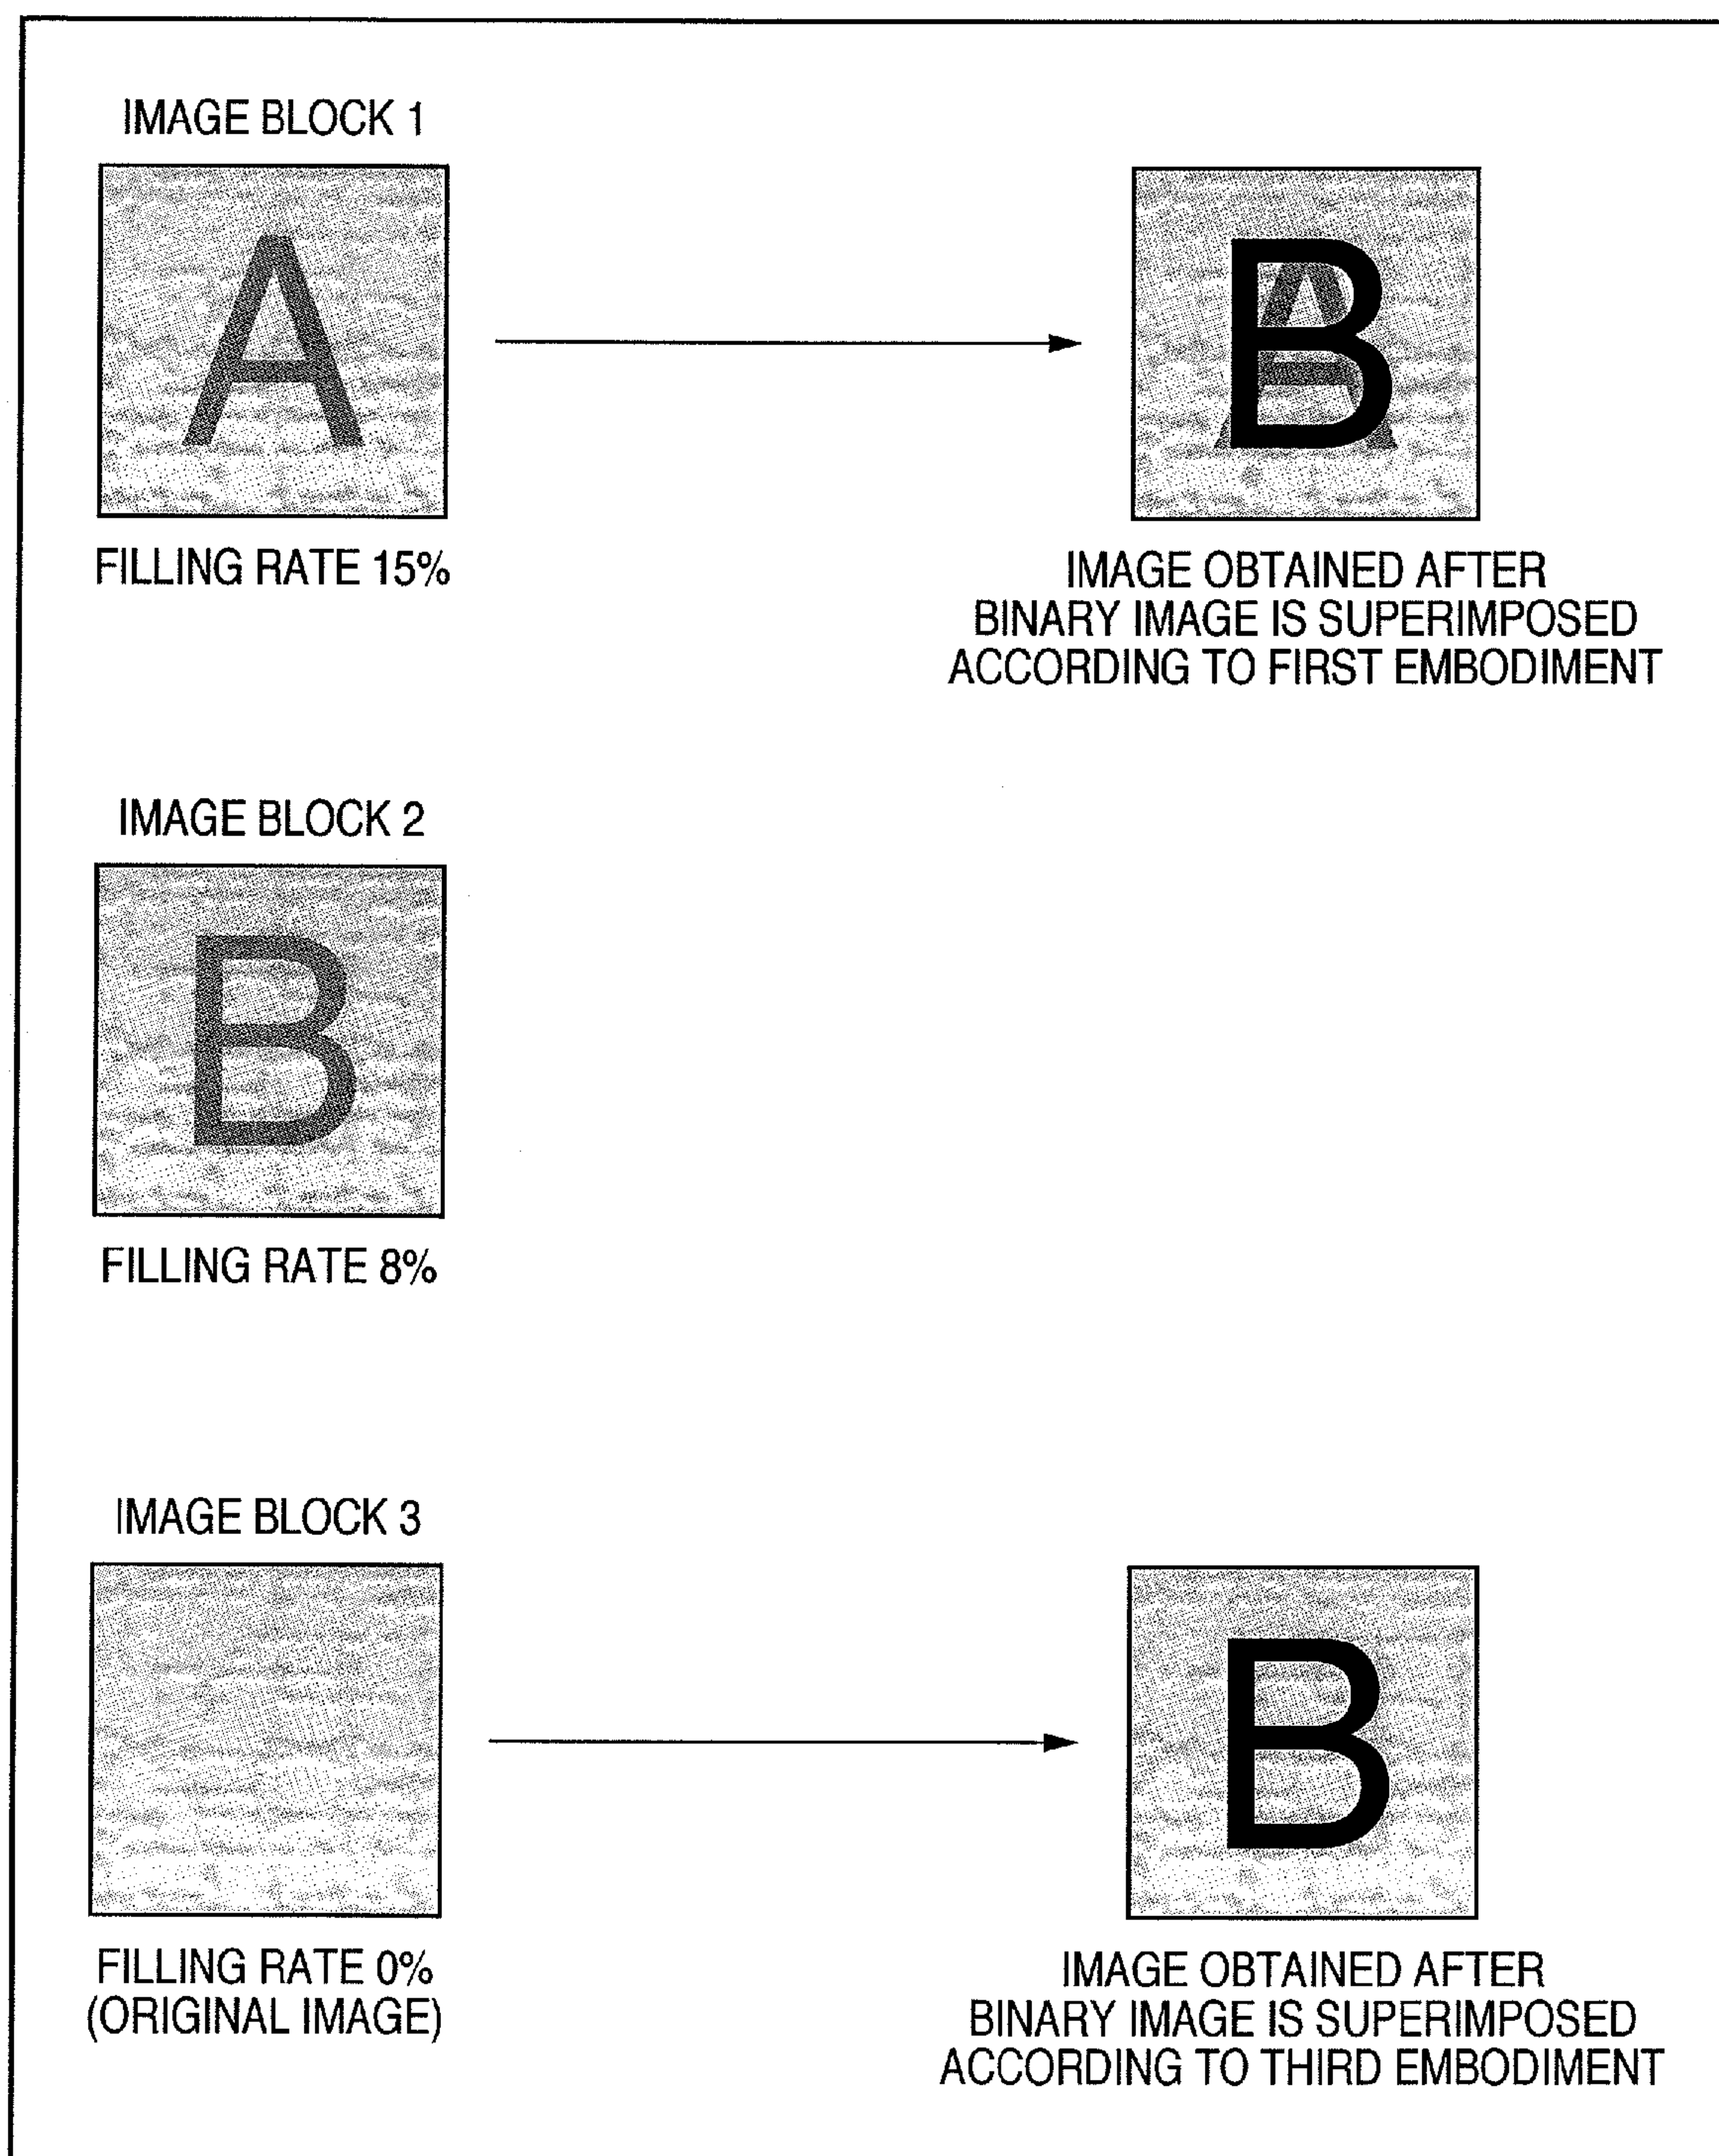 IMAGE BLOCK 1
A
FILLING RATE 15%
A
B
IMAGE OBTAINED AFTER
BINARY IMAGE IS SUPERIMPOSED
ACCORDING TO FIRST EMBODIMENT
IMAGE BLOCK 2
B
FILLING RATE 8%
IMAGE BLOCK 3
FILLING RATE 0%
(ORIGINAL IMAGE)
B
IMAGE OBTAINED AFTER
BINARY IMAGE IS SUPERIMPOSED
ACCORDING TO THIRD EMBODIMENT